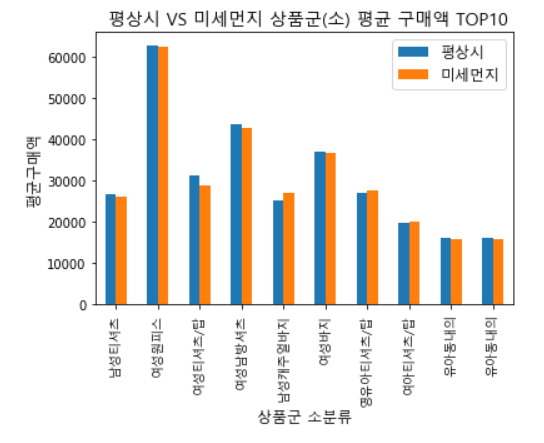 평상시 VS 미세먼지 상품군(소) 평균 구매액 TOP10
평상시
미세먼지
평균구매액
60000
50000
40000
30000
20000
10000
0
남성티셔츠
여성원피스
여성티셔츠/탑
여성남방셔츠
남성캐주얼바지
여성바지
영유아티셔츠/탑
여아티셔츠/탑
유아동내의
유아동내의
상품군 소분류